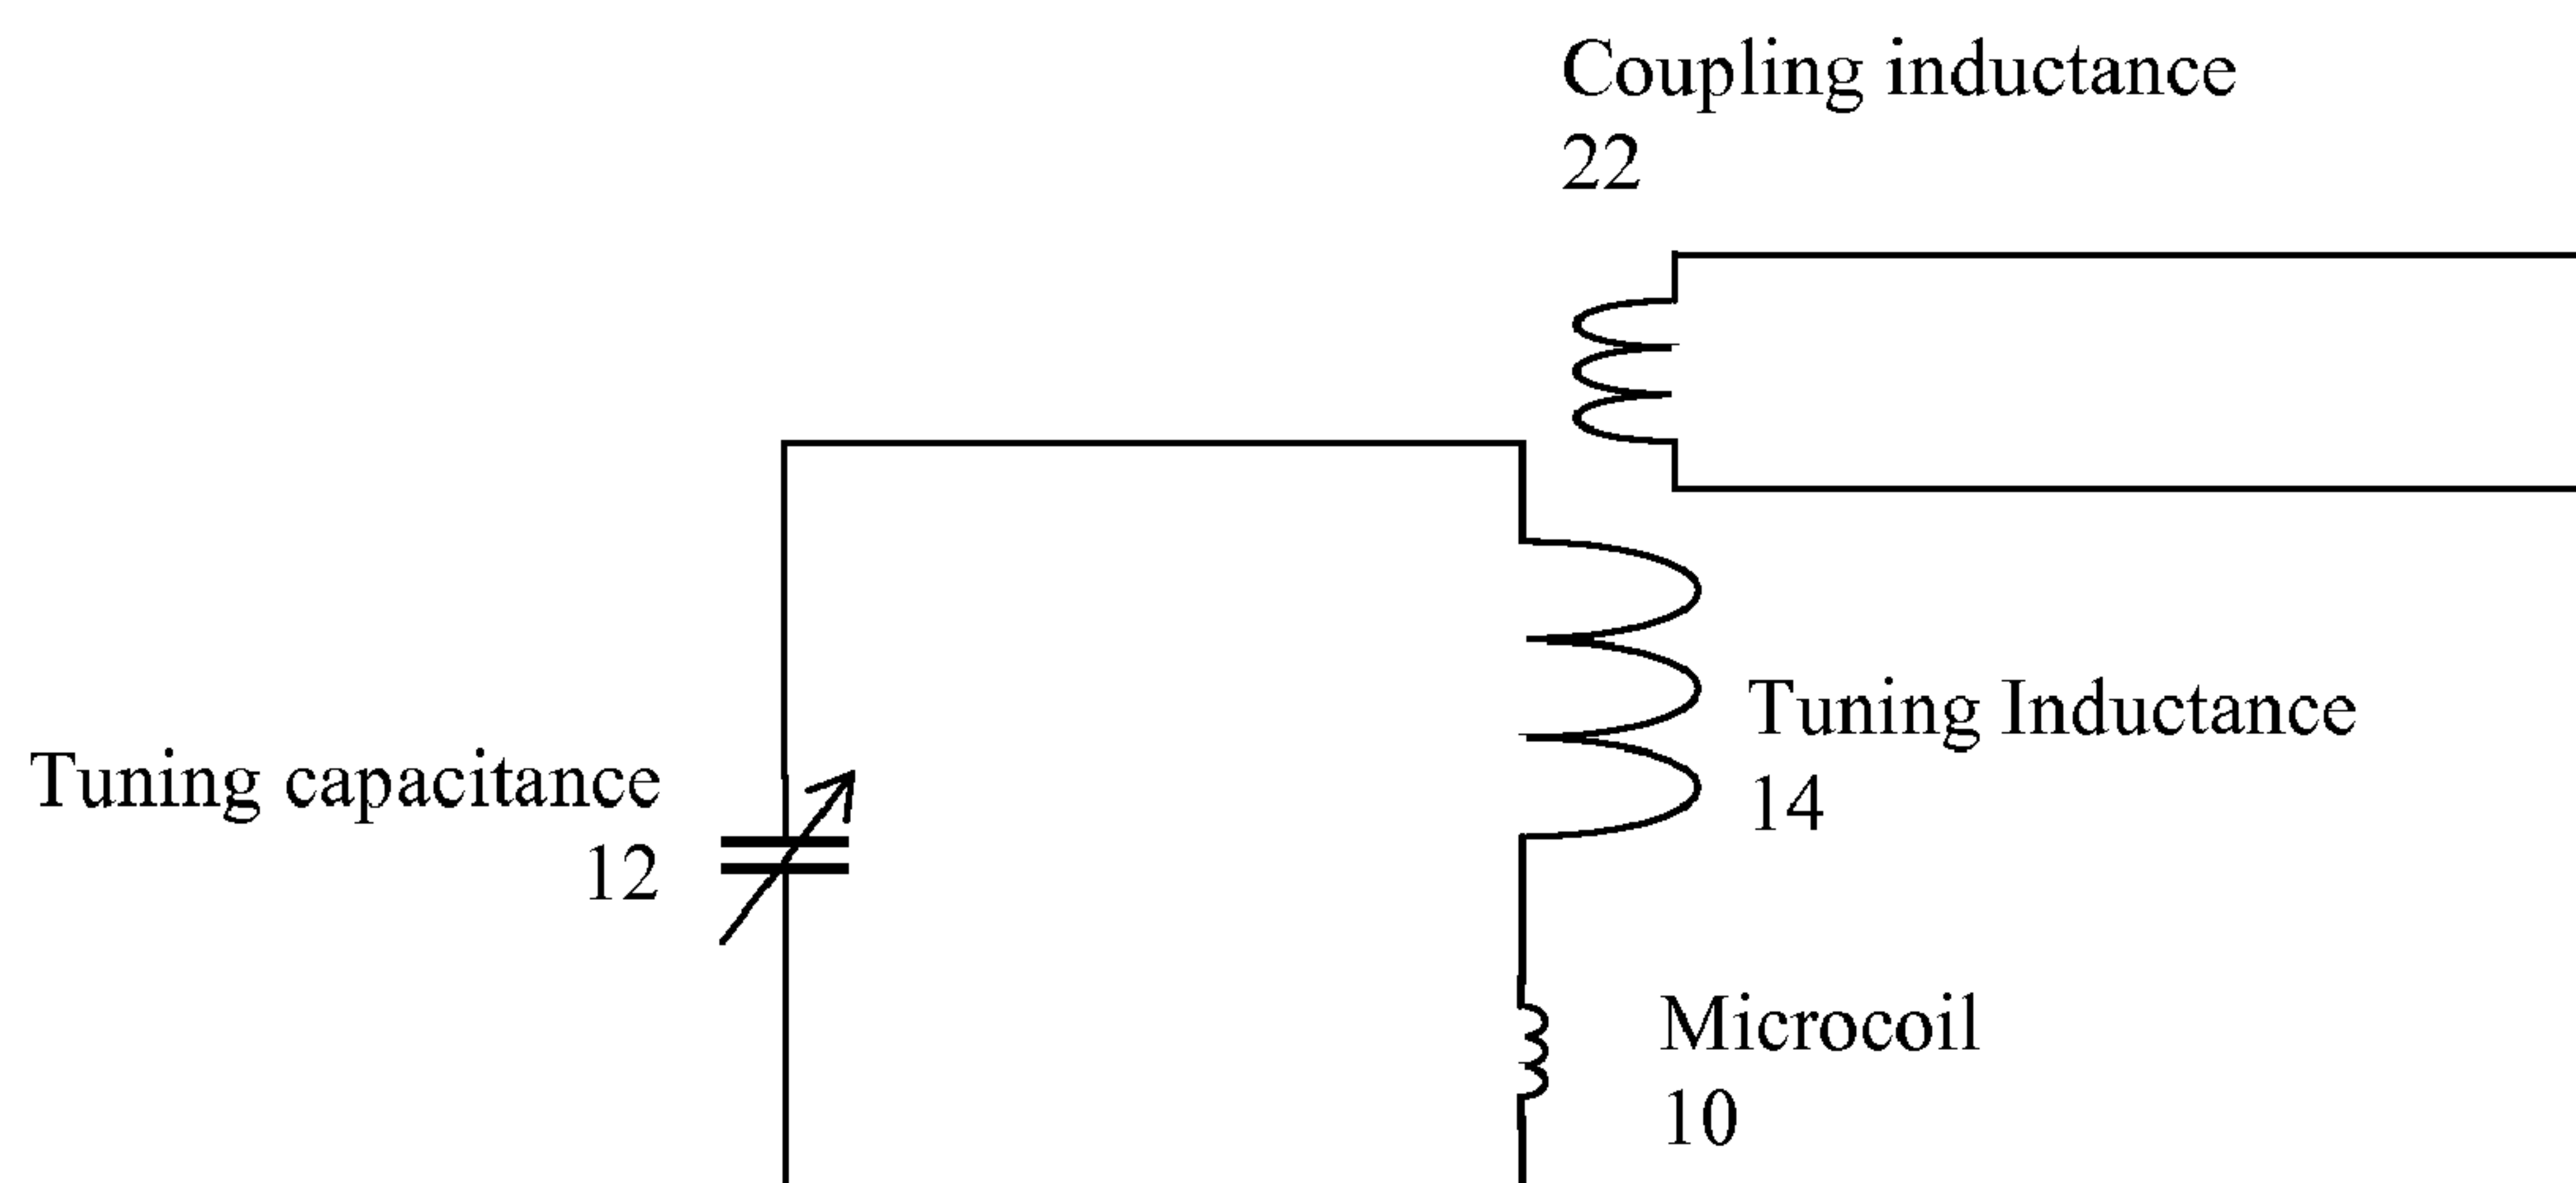 Coupling inductance
22
Tuning Inductance
14
Tuning capacitance
12
Microcoil
10